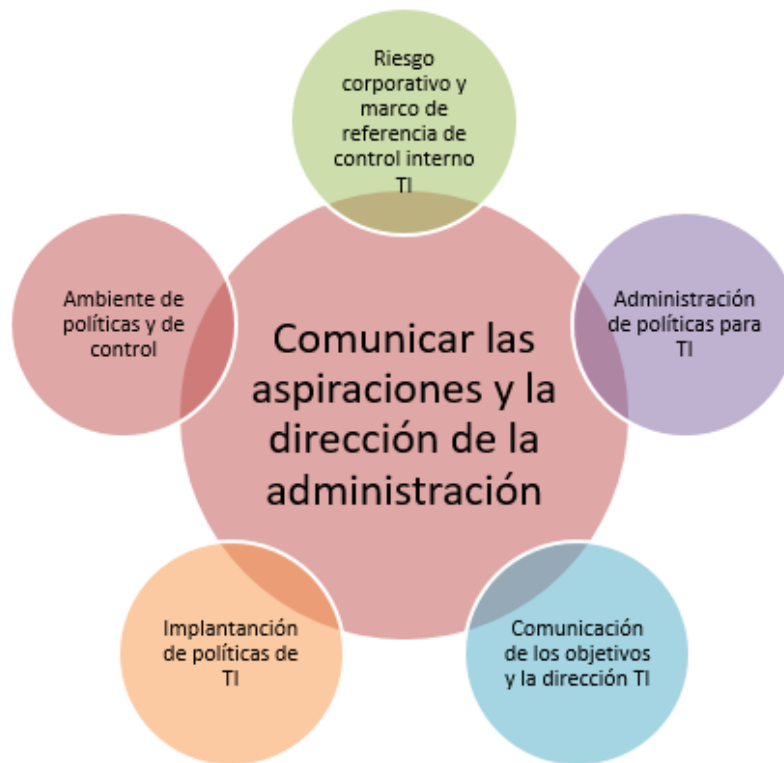 Riesgo
corporativo y
marco de
referencia de
control interno
TI
Ambiente de
políticas y de
control
Administración
de políticas para
TI
Comunicar las
aspiraciones y la
dirección de la
administración
Implantanción
de políticas de
TI
Comunicación
de los objetivos
y la dirección TI